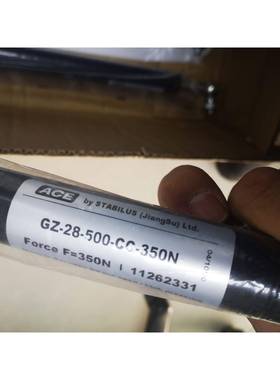 ACE
by STABILUS (JiangSu) Ltd.
GZ-28-500-CC-350N
Force F=350N | 11262331